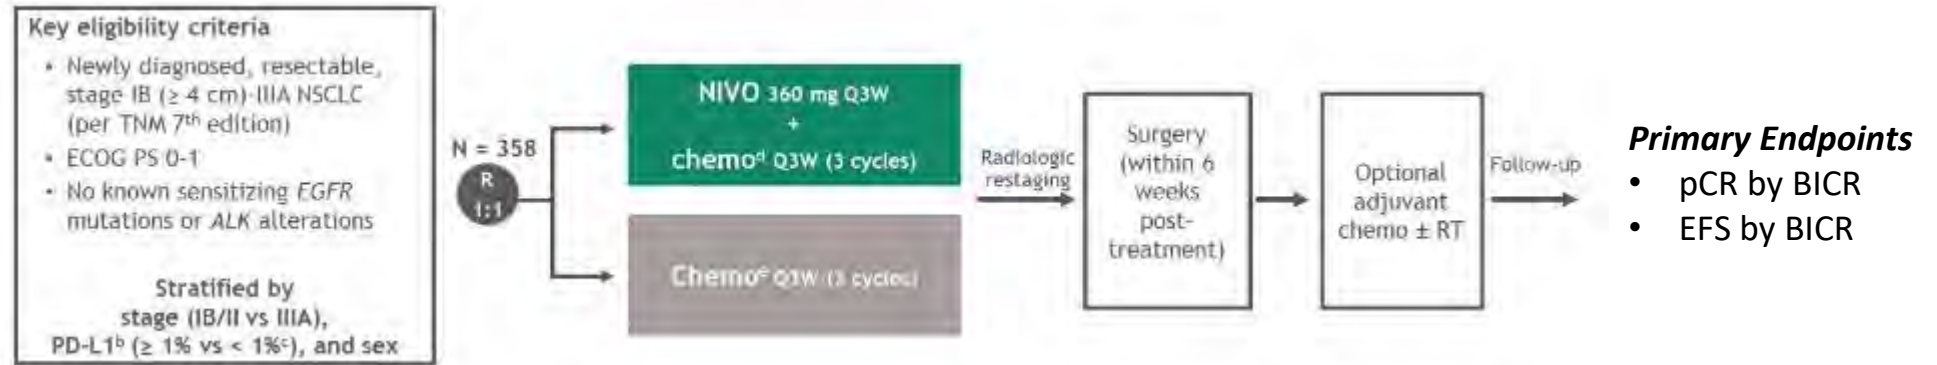 Key eligibility criteria
• Newly diagnosed, resectable,
stage IB (≥ 4 cm)-IIIA NSCLC
(per TNM 7th edition)
• ECOG PS 0-1
• No known sensitizing EGFR
mutations or ALK alterations
Stratified by
stage (IB/II vs IIIA),
PD-L1ᵇ (≥ 1% vs < 1%ᶜ), and sex
N = 358
R
1:1
NIVO 360 mg Q3W
+
chemoᵈ Q3W (3 cycles)
Chemoᵉ Q3W (3 cycles)
Radiologic
restaging
Surgery
(within 6
weeks
post-
treatment)
Optional
adjuvant
chemo ± RT
Follow-up
Primary Endpoints
• pCR by BICR
• EFS by BICR